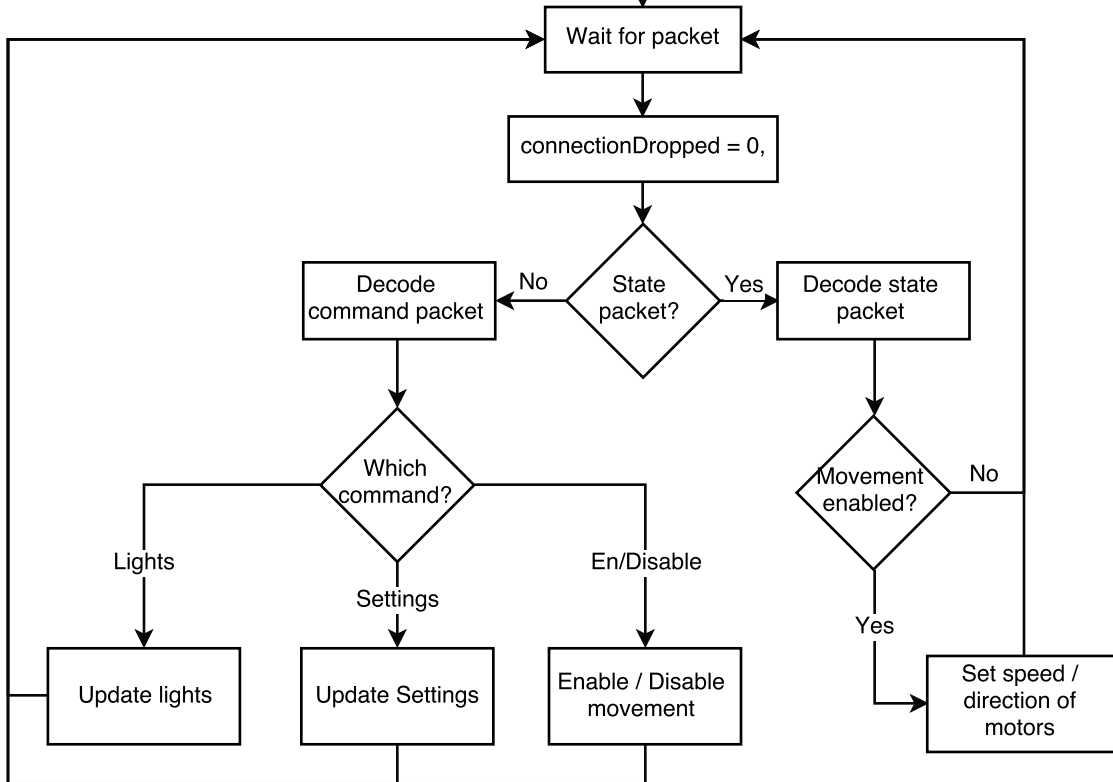 Wait for packet
connectionDropped = 0,
Decode
command packet
No
State
packet?
Yes
Decode state
packet
Which
command?
Movement
enabled?
No
Lights
Settings
En/Disable
Yes
Update lights
Update Settings
Enable / Disable
movement
Set speed /
direction of
motors